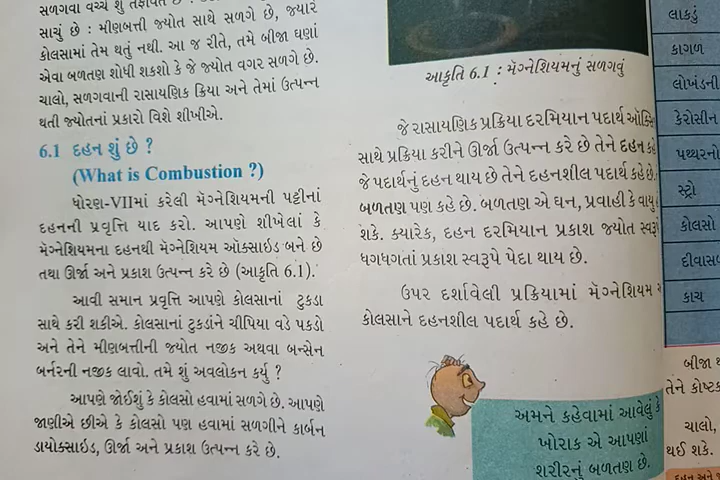 સળગવા વચ્ચે શું તફાવત છે
સાચું છે : મીણબત્તી જ્યોત સાથે સળગે છે, જ્યારે
કોલસામાં તેમ થતું નથી. આ જ રીતે, તમે બીજા ઘણાં
એવા બળતણ શોધી શકશો કે જે જ્યોત વગર સળગે છે.
ચાલો, સળગવાની રાસાયણિક ક્રિયા અને તેમાં ઉત્પન્ન
થતી જ્યોતનાં પ્રકારો વિશે શીખીએ.
6.1 દહન શું છે ?
(What is Combustion ?)
ધોરણ-VIIમાં કરેલી મૅગ્નેશિયમની પટ્ટીનાં
દહનની પ્રવૃત્તિ યાદ કરો. આપણે શીખેલાં કે
મૅગ્નેશિયમના દહનથી મૅગ્નેશિયમ ઑક્સાઇડ બને છે
તથા ઊર્જા અને પ્રકાશ ઉત્પન્ન કરે છે (આકૃતિ 6.1).
આવી સમાન પ્રવૃત્તિ આપણે કોલસાનાં ટુકડા
સાથે કરી શકીએ. કોલસાનાં ટુકડાંને ચીપિયા વડે પકડો
અને તેને મીણબત્તીની જ્યોત નજીક અથવા બન્સેન
બર્નરની નજીક લાવો. તમે શું અવલોકન કર્યું ?
આપણે જોઈશું કે કોલસો હવામાં સળગે છે. આપણે
જાણીએ છીએ કે કોલસો પણ હવામાં સળગીને કાર્બન
ડાયોક્સાઇડ, ઊર્જા અને પ્રકાશ ઉત્પન્ન કરે છે.
આકૃતિ 6.1 : મૅગ્નેશિયમનું સળગવું
જે રાસાયણિક પ્રક્રિયા દરમિયાન પદાર્થ ઑક્સિ
સાથે પ્રક્રિયા કરીને ઊર્જા ઉત્પન્ન કરે છે તેને દહન કહે
જે પદાર્થનું દહન થાય છે તેને દહનશીલ પદાર્થ કહે છે.
બળતણ પણ કહે છે. બળતણ એ ઘન, પ્રવાહી કે વાયુ
શકે. ક્યારેક, દહન દરમિયાન પ્રકાશ જ્યોત સ્વરૂ
ધગધગતાં પ્રકાશ સ્વરૂપે પેદા થાય છે.
ઉપર દર્શાવેલી પ્રક્રિયામાં મૅગ્નેશિયમ
કોલસાને દહનશીલ પદાર્થ કહે છે.
અમને કહેવામાં આવેલું કે
ખોરાક એ આપણાં
શરીરનું બળતણ છે.
લાકડું
કાગળ
લોખંડની
કેરોસીન
પથ્થરનો
સ્ટ્રો
કોલસો
દીવાસ
કાચ
બીજા
તેને કોષ્ટક
ચાલો,
થઈ શકે.